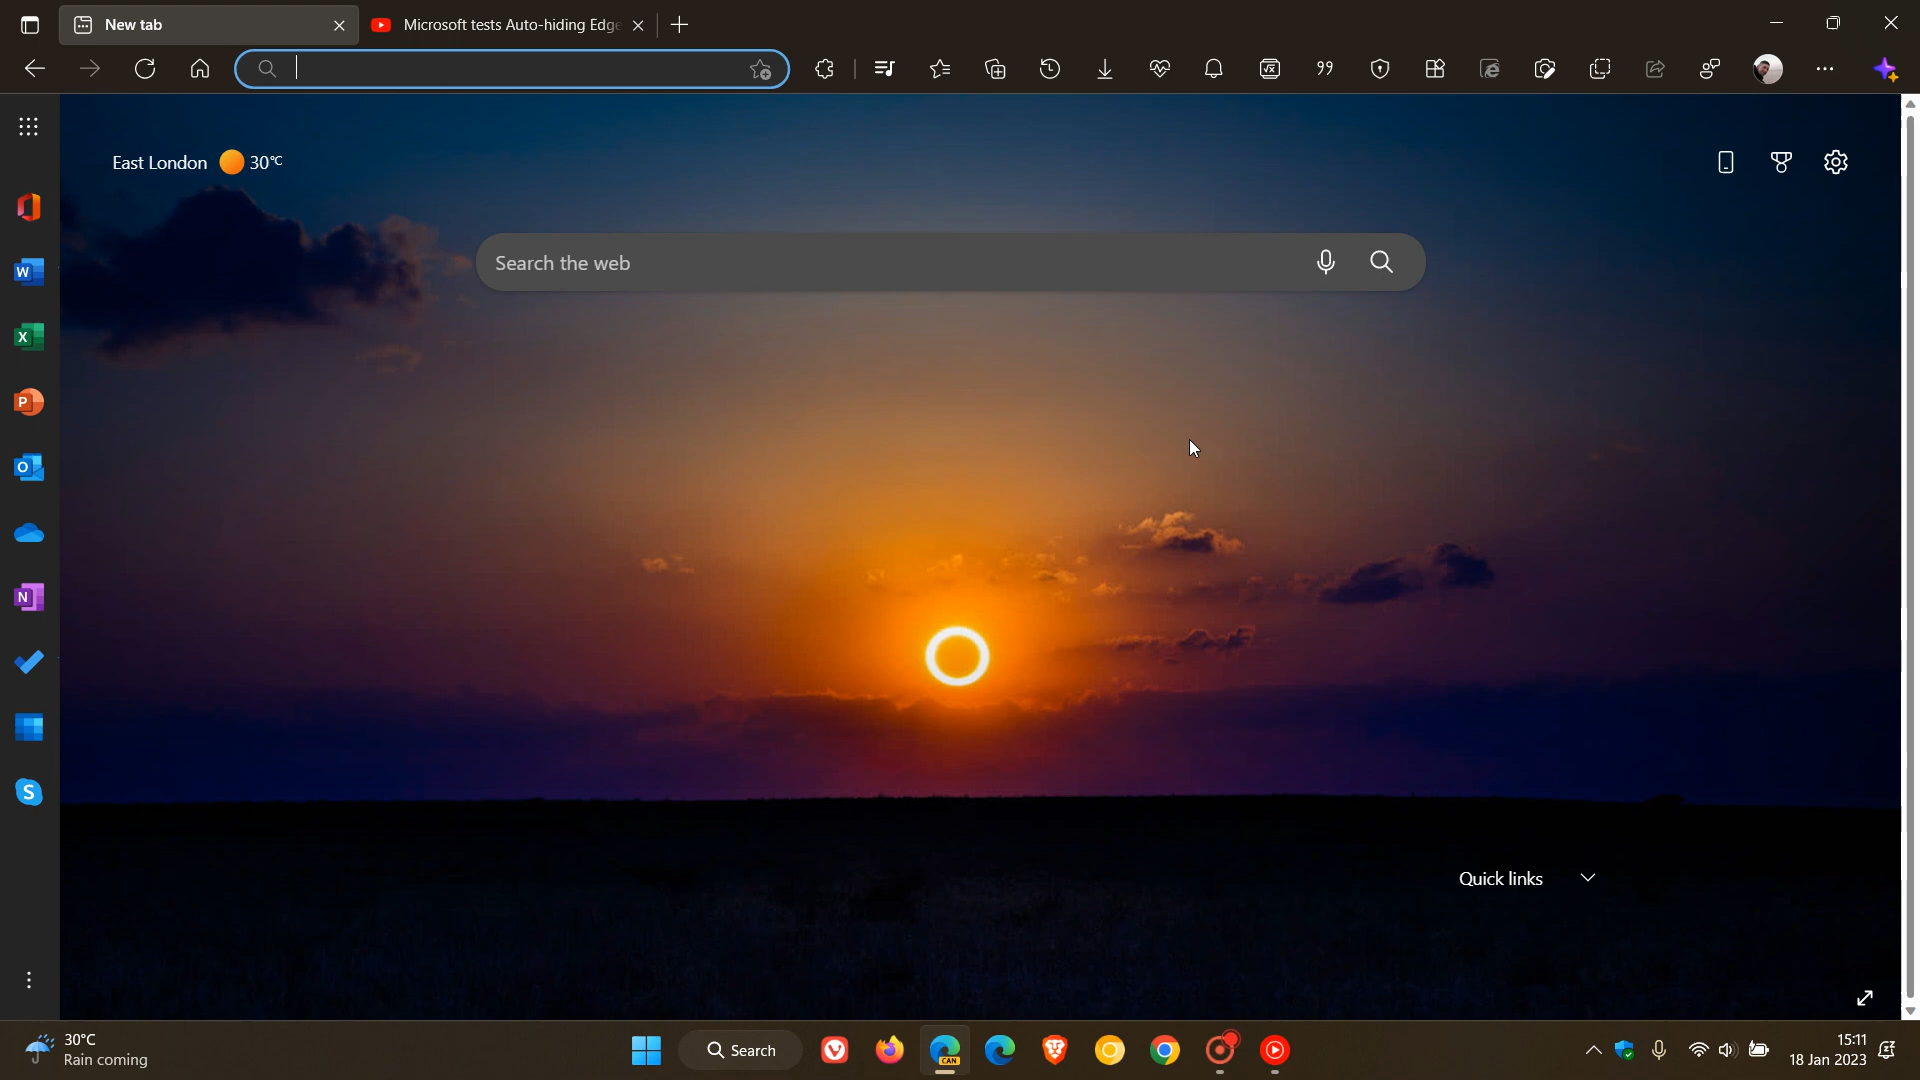 New tab
Microsoft tests Auto-hiding Edge
East London 30°C
Search the web
W
X
P
O
N
S
Quick links
30°C
Rain coming
Search
CAN
15:11
18 Jan 2023